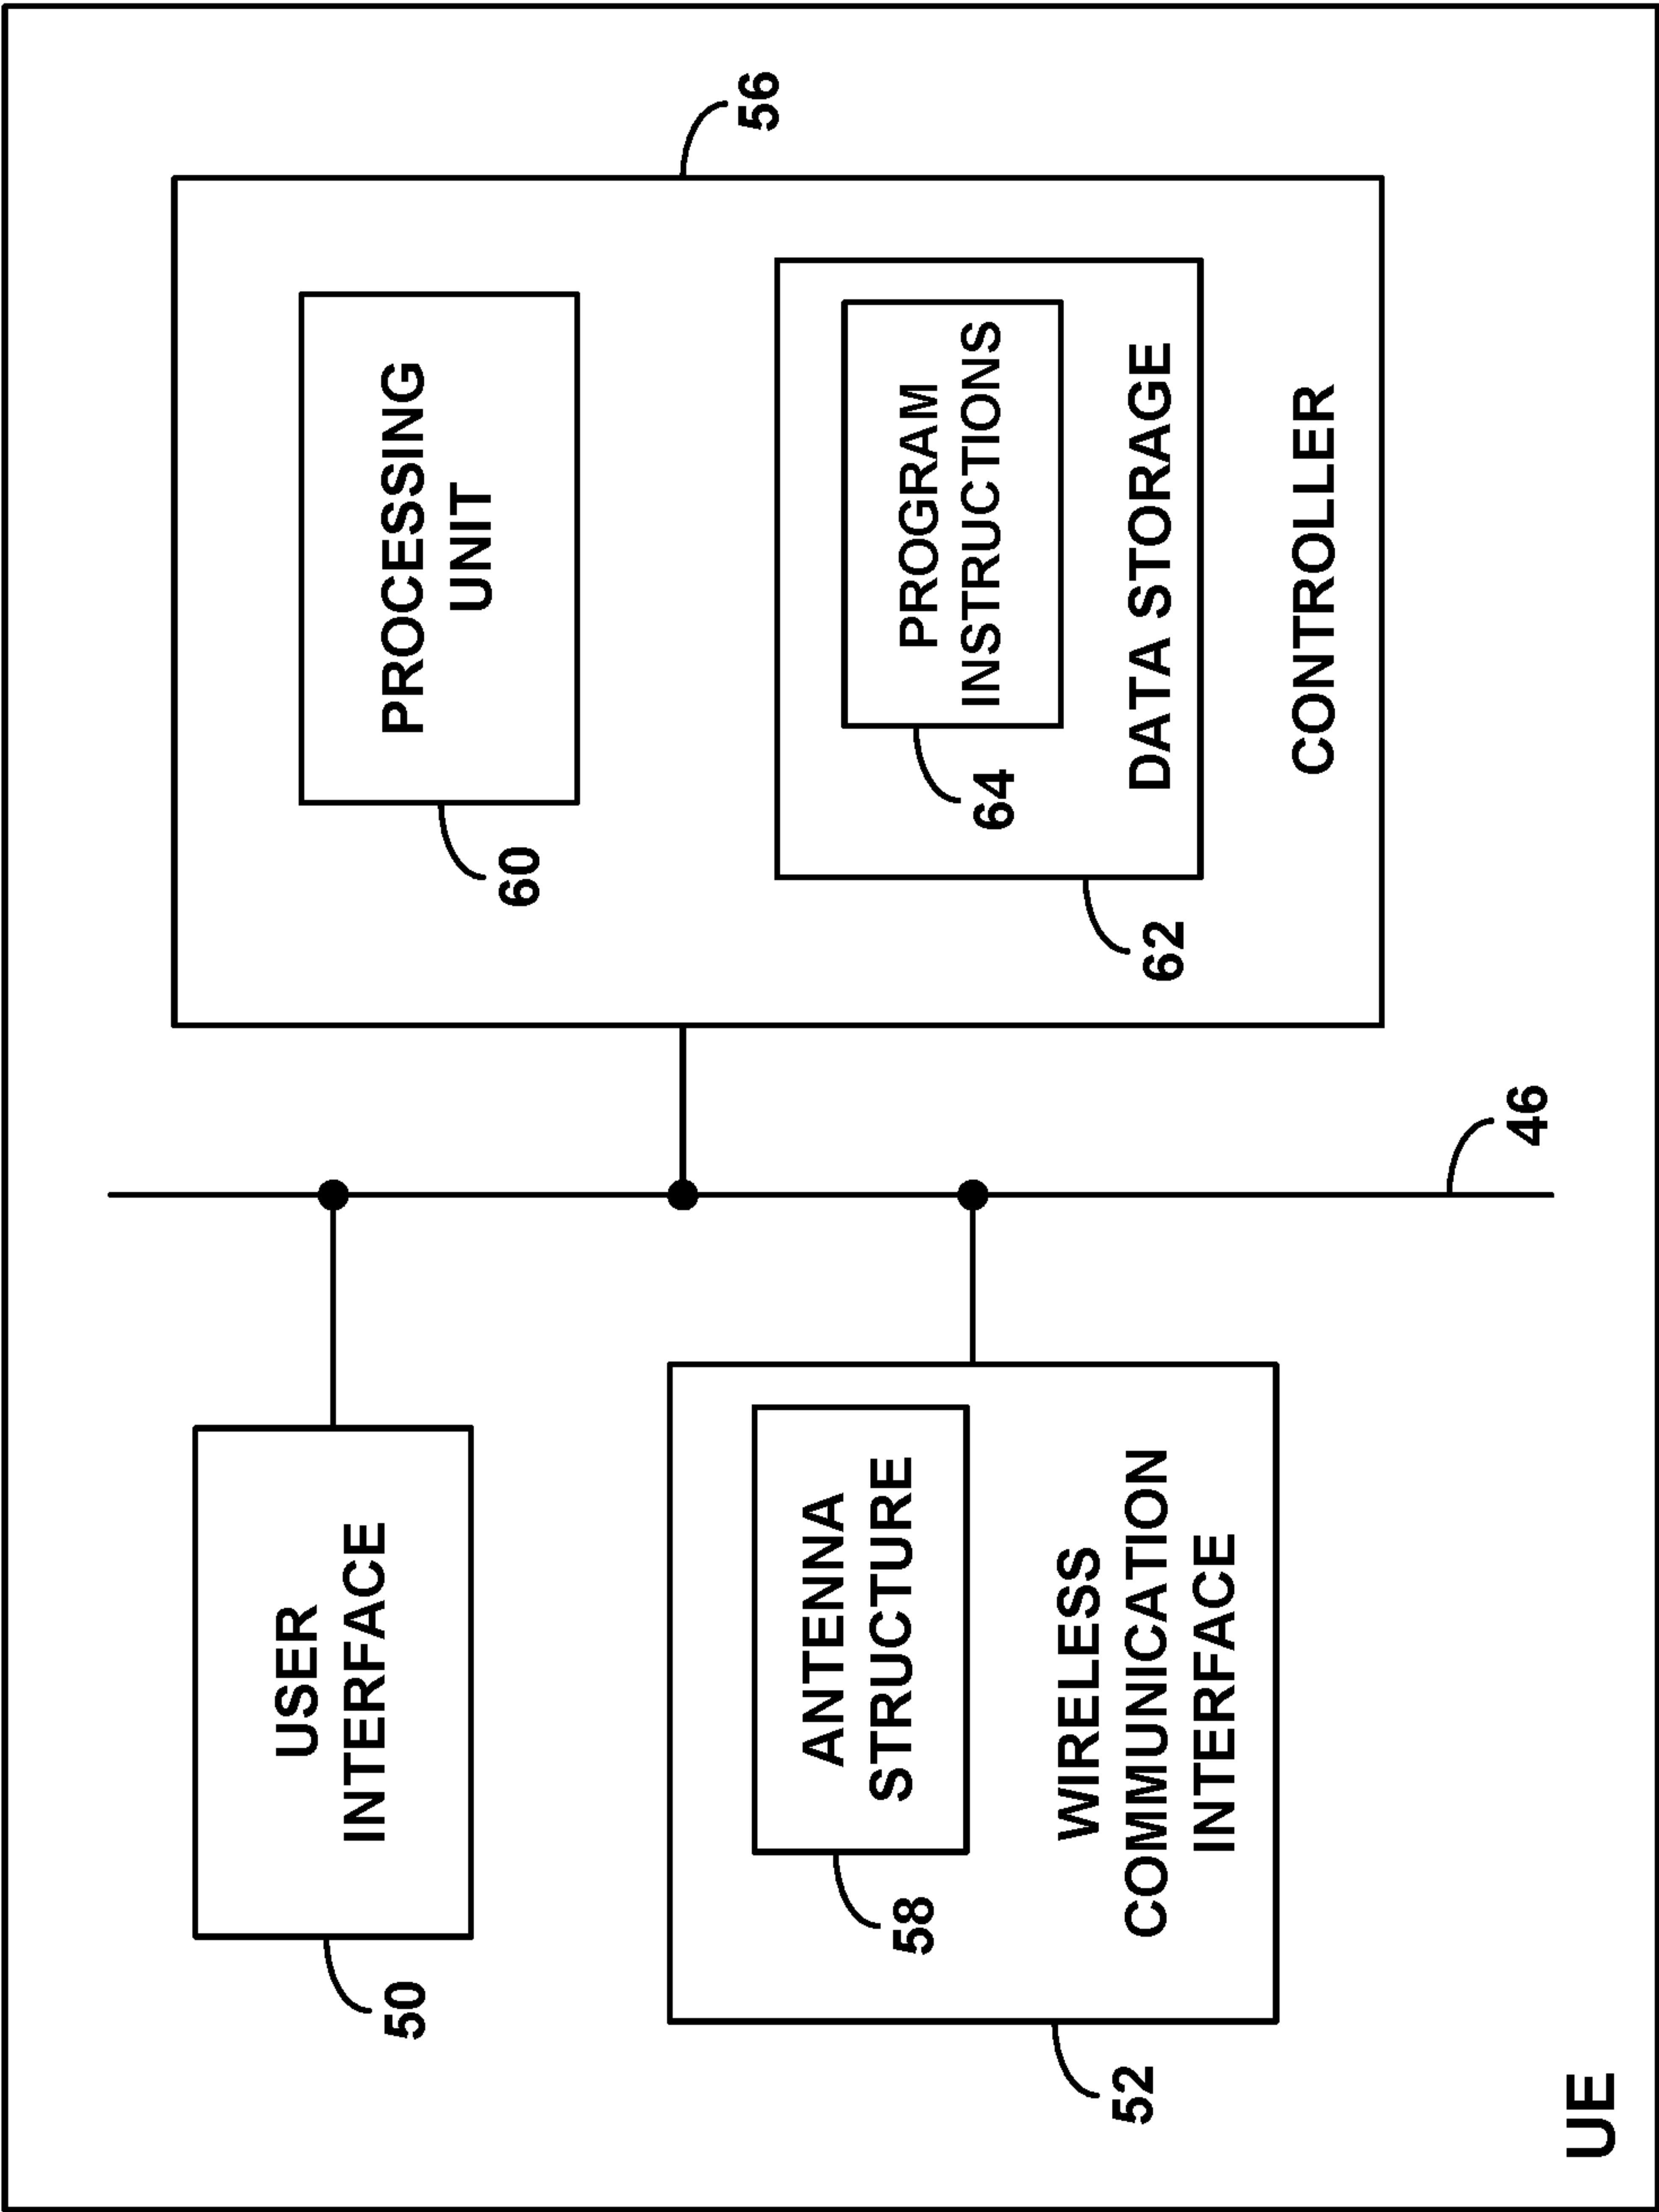 USER
INTERFACE
50
ANTENNA
STRUCTURE
58
WIRELESS
COMMUNICATION
INTERFACE
52
46
PROCESSING
UNIT
60
PROGRAM
INSTRUCTIONS
64
DATA STORAGE
62
CONTROLLER
56
UE